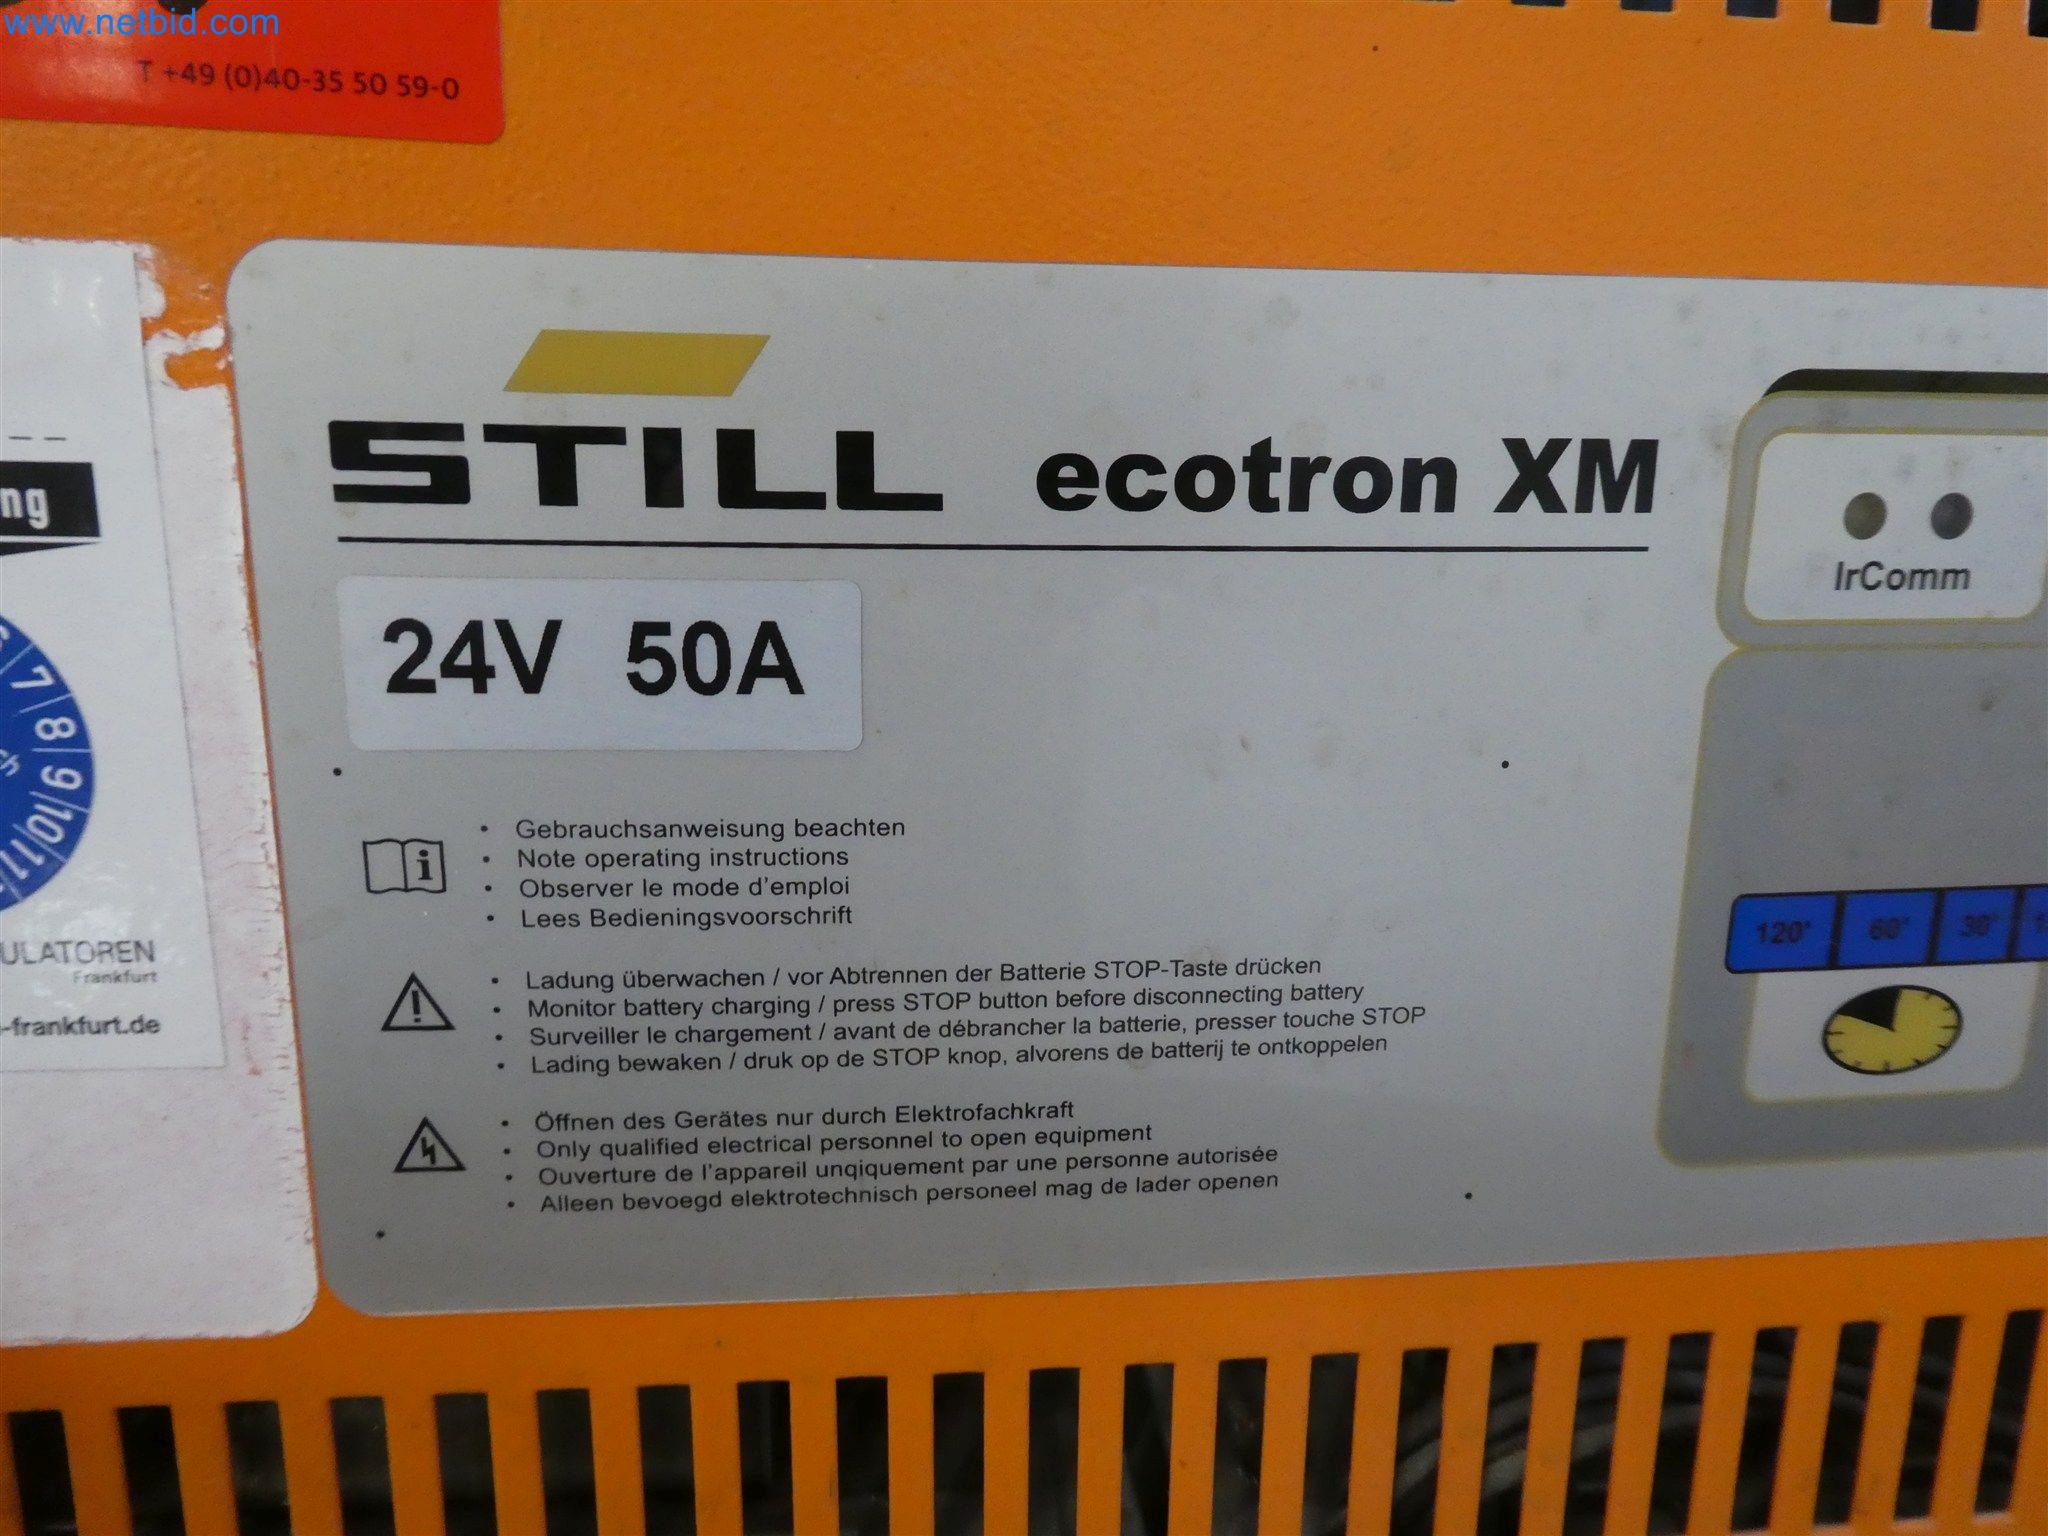 www.netbid.com
T +49 (0)40-35 50 59-0
STILL ecotron XM
IrComm
24V 50A
ng
7
8
9
10
11
120'
60'
30'
• Gebrauchsanweisung beachten
• Note operating instructions
• Observer le mode d'emploi
• Lees Bedieningsvoorschrift
ULATOREN
Frankfurt
-frankfurt.de
• Ladung überwachen / vor Abtrennen der Batterie STOP-Taste drücken
• Monitor battery charging / press STOP button before disconnecting battery
• Surveiller le chargement / avant de débrancher la batterie, presser touche STOP
• Lading bewaken / druk op de STOP knop, alvorens de batterij te ontkoppelen
• Öffnen des Gerätes nur durch Elektrofachkraft
• Only qualified electrical personnel to open equipment
• Ouverture de l'appareil unqiquement par une personne autorisée
• Alleen bevoegd elektrotechnisch personeel mag de lader openen